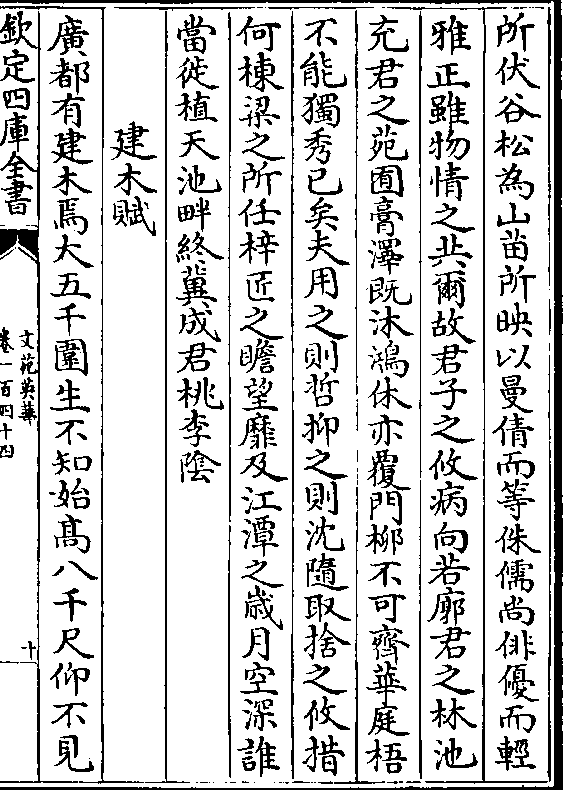 所伏谷松為山苗所映以曼倩而等侏儒尚俳優而輕
雅正雖物情之共爾故君子之攸病向若廓君之林池
充君之苑囿膏澤既沐鴻休亦覆門柳不可齊華庭梧
不能獨秀已矣夫用之則哲抑之則沈隨取捨之攸措
何棟梁之所任梓匠之瞻望靡及江潭之歲月空深誰
當徙植天池畔終冀成君桃李陰
建木賦
廣都有建木焉大五千圍生不知始髙八千尺仰不見
欽定四庫全書
文苑英華
卷一百四十四
十